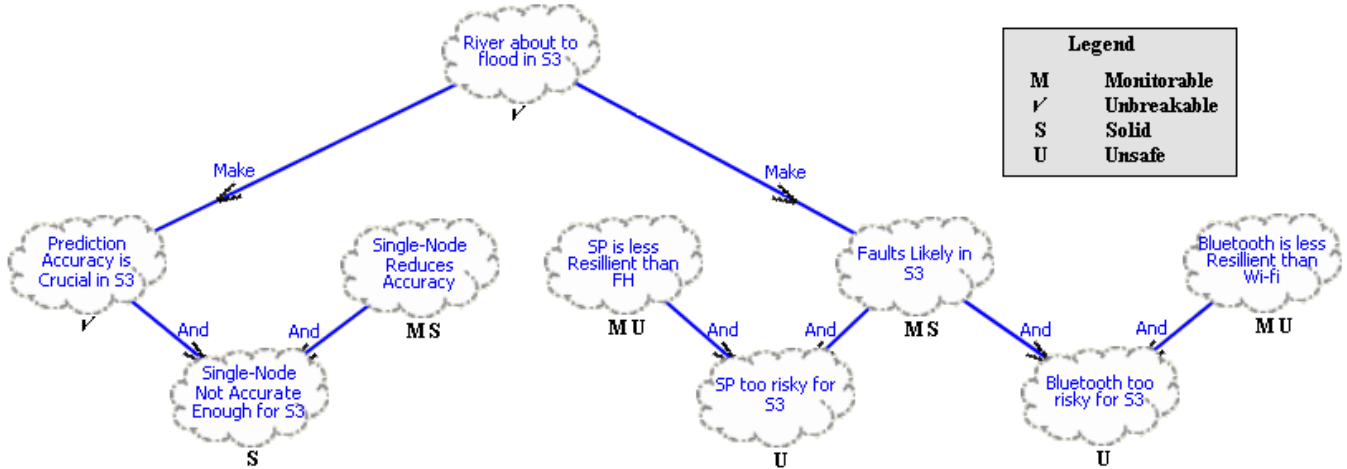 River about to
flood in S3
V
Legend
M Monitorable
V Unbreakable
S Solid
U Unsafe
Make
Make
Prediction
Accuracy is
Crucial in S3
V
Single-Node
Reduces
Accuracy
M S
SP is less
Resillient than
FH
M U
Faults Likely in
S3
M S
Bluetooth is less
Resillient than
Wi-fi
M U
And
And
And
And
And
And
Single-Node
Not Accurate
Enough for S3
S
SP too risky for
S3
U
Bluetooth too
risky for S3
U